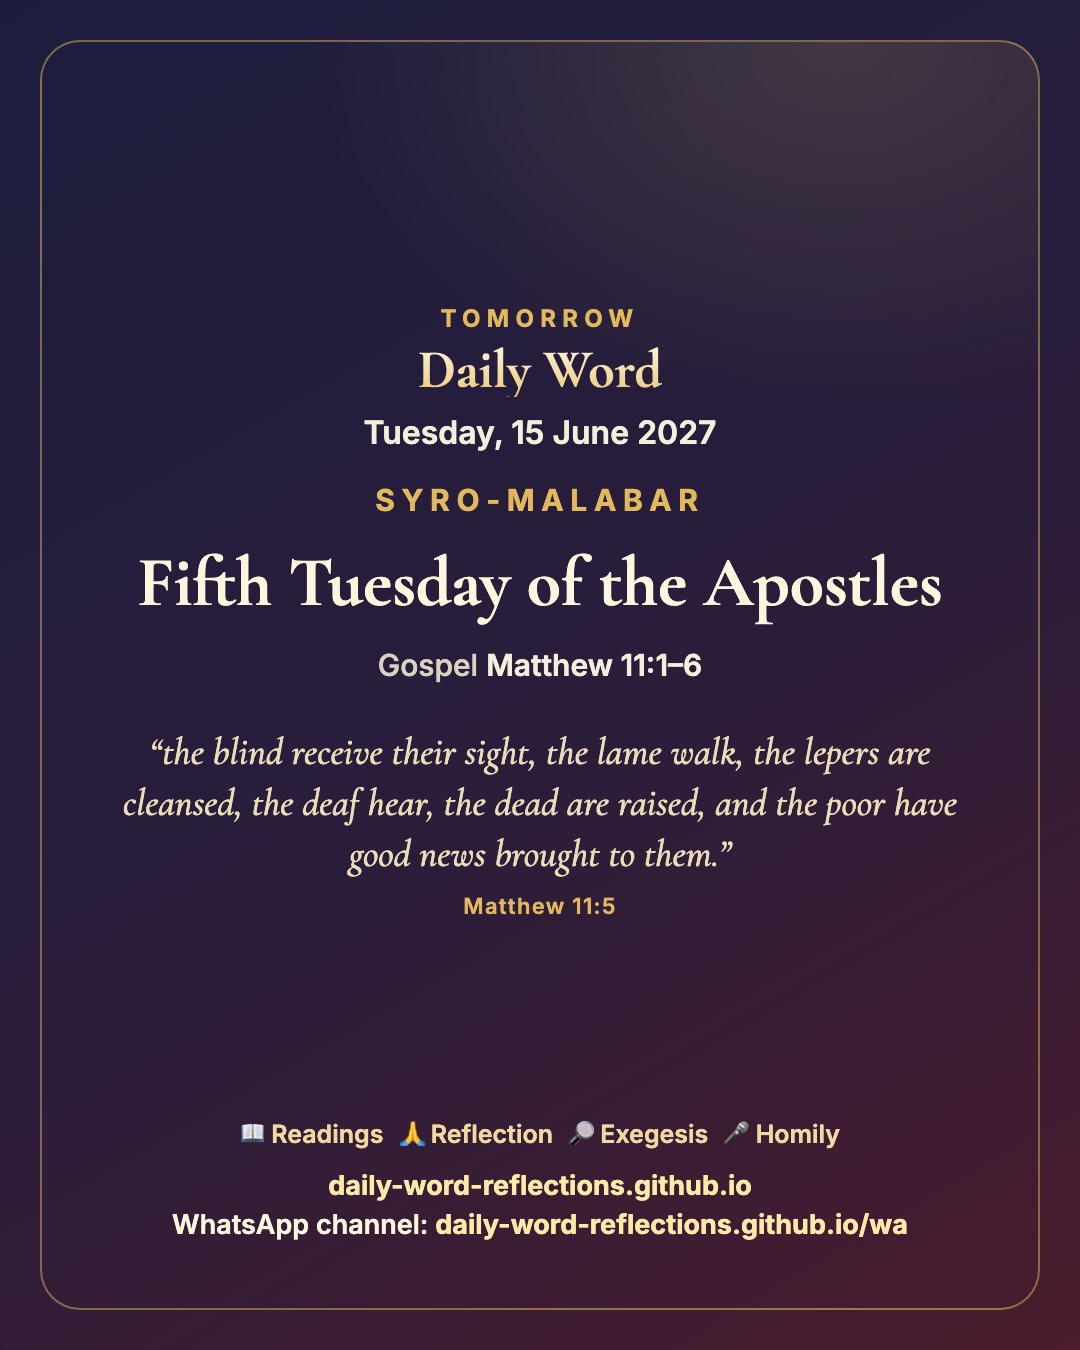 TOMORROW
Daily Word
Tuesday, 15 June 2027
SYRO-MALABAR
Fifth Tuesday of the Apostles
Gospel Matthew 11:1–6
“the blind receive their sight, the lame walk, the lepers are
cleansed, the deaf hear, the dead are raised, and the poor have
good news brought to them.”
Matthew 11:5
📖 Readings 🙏 Reflection 🔎 Exegesis 🎤 Homily
daily-word-reflections.github.io
WhatsApp channel: daily-word-reflections.github.io/wa